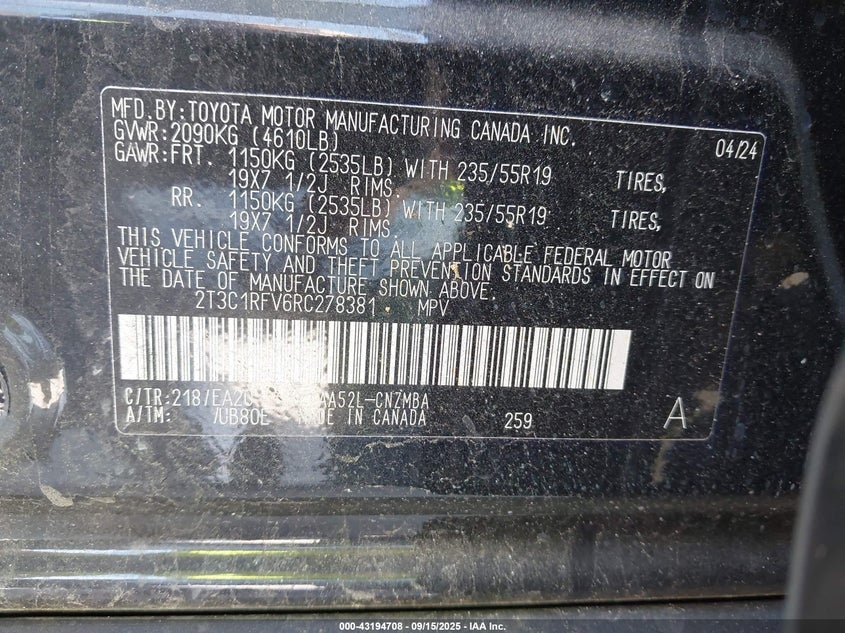 MFD.BY:TOYOTA MOTOR MANUFACTURING CANADA INC.
GVWR:2090KG (4610LB) 04/24
GAWR:FRT. 1150KG (2535LB) WITH 235/55R19 TIRES,
19X7 1/2J RIMS
RR. 1150KG (2535LB) WITH 235/55R19 TIRES,
19X7 1/2J RIMS
THIS VEHICLE CONFORMS TO ALL APPLICABLE FEDERAL MOTOR
VEHICLE SAFETY AND THEFT PREVENTION STANDARDS IN EFFECT ON
THE DATE OF MANUFACTURE SHOWN ABOVE.
2T3C1RFV6RC278381 MPV
C/TR:218/EA20
A/TM: /UB80E IN CANADA 259 A
000-43194708 - 09/15/2025 - IAA Inc.